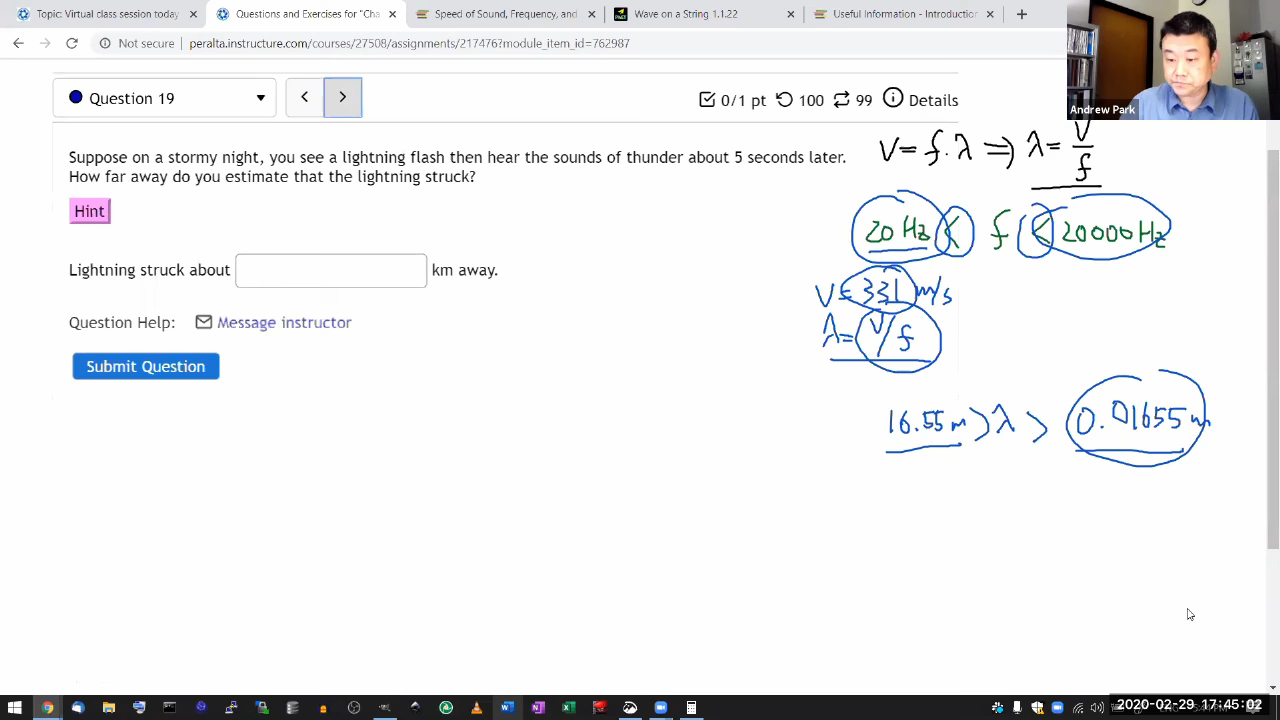 Topic: Virtual class session today
Questions and Exercises for "Cha
Speed of sound, Frequency, and
Wave on a String 1.1.22
Useful Information - Introduction
Not secure
peralta.instructure.com/courses/27505/assignments/217476?module_item_id=762987
Andrew Park
Question 19
0/1 pt 100 99 Details
Suppose on a stormy night, you see a lightning flash then hear the sounds of thunder about 5 seconds later.
How far away do you estimate that the lightning struck?
Hint
Lightning struck about km away.
Question Help: Message instructor
Submit Question
V = f·λ ⇒ λ = V/f
20 Hz < f < 20000 Hz
V = 331 m/s
λ = V/f
16.55 m > λ > 0.01655 m
2020-02-29 17:45:02